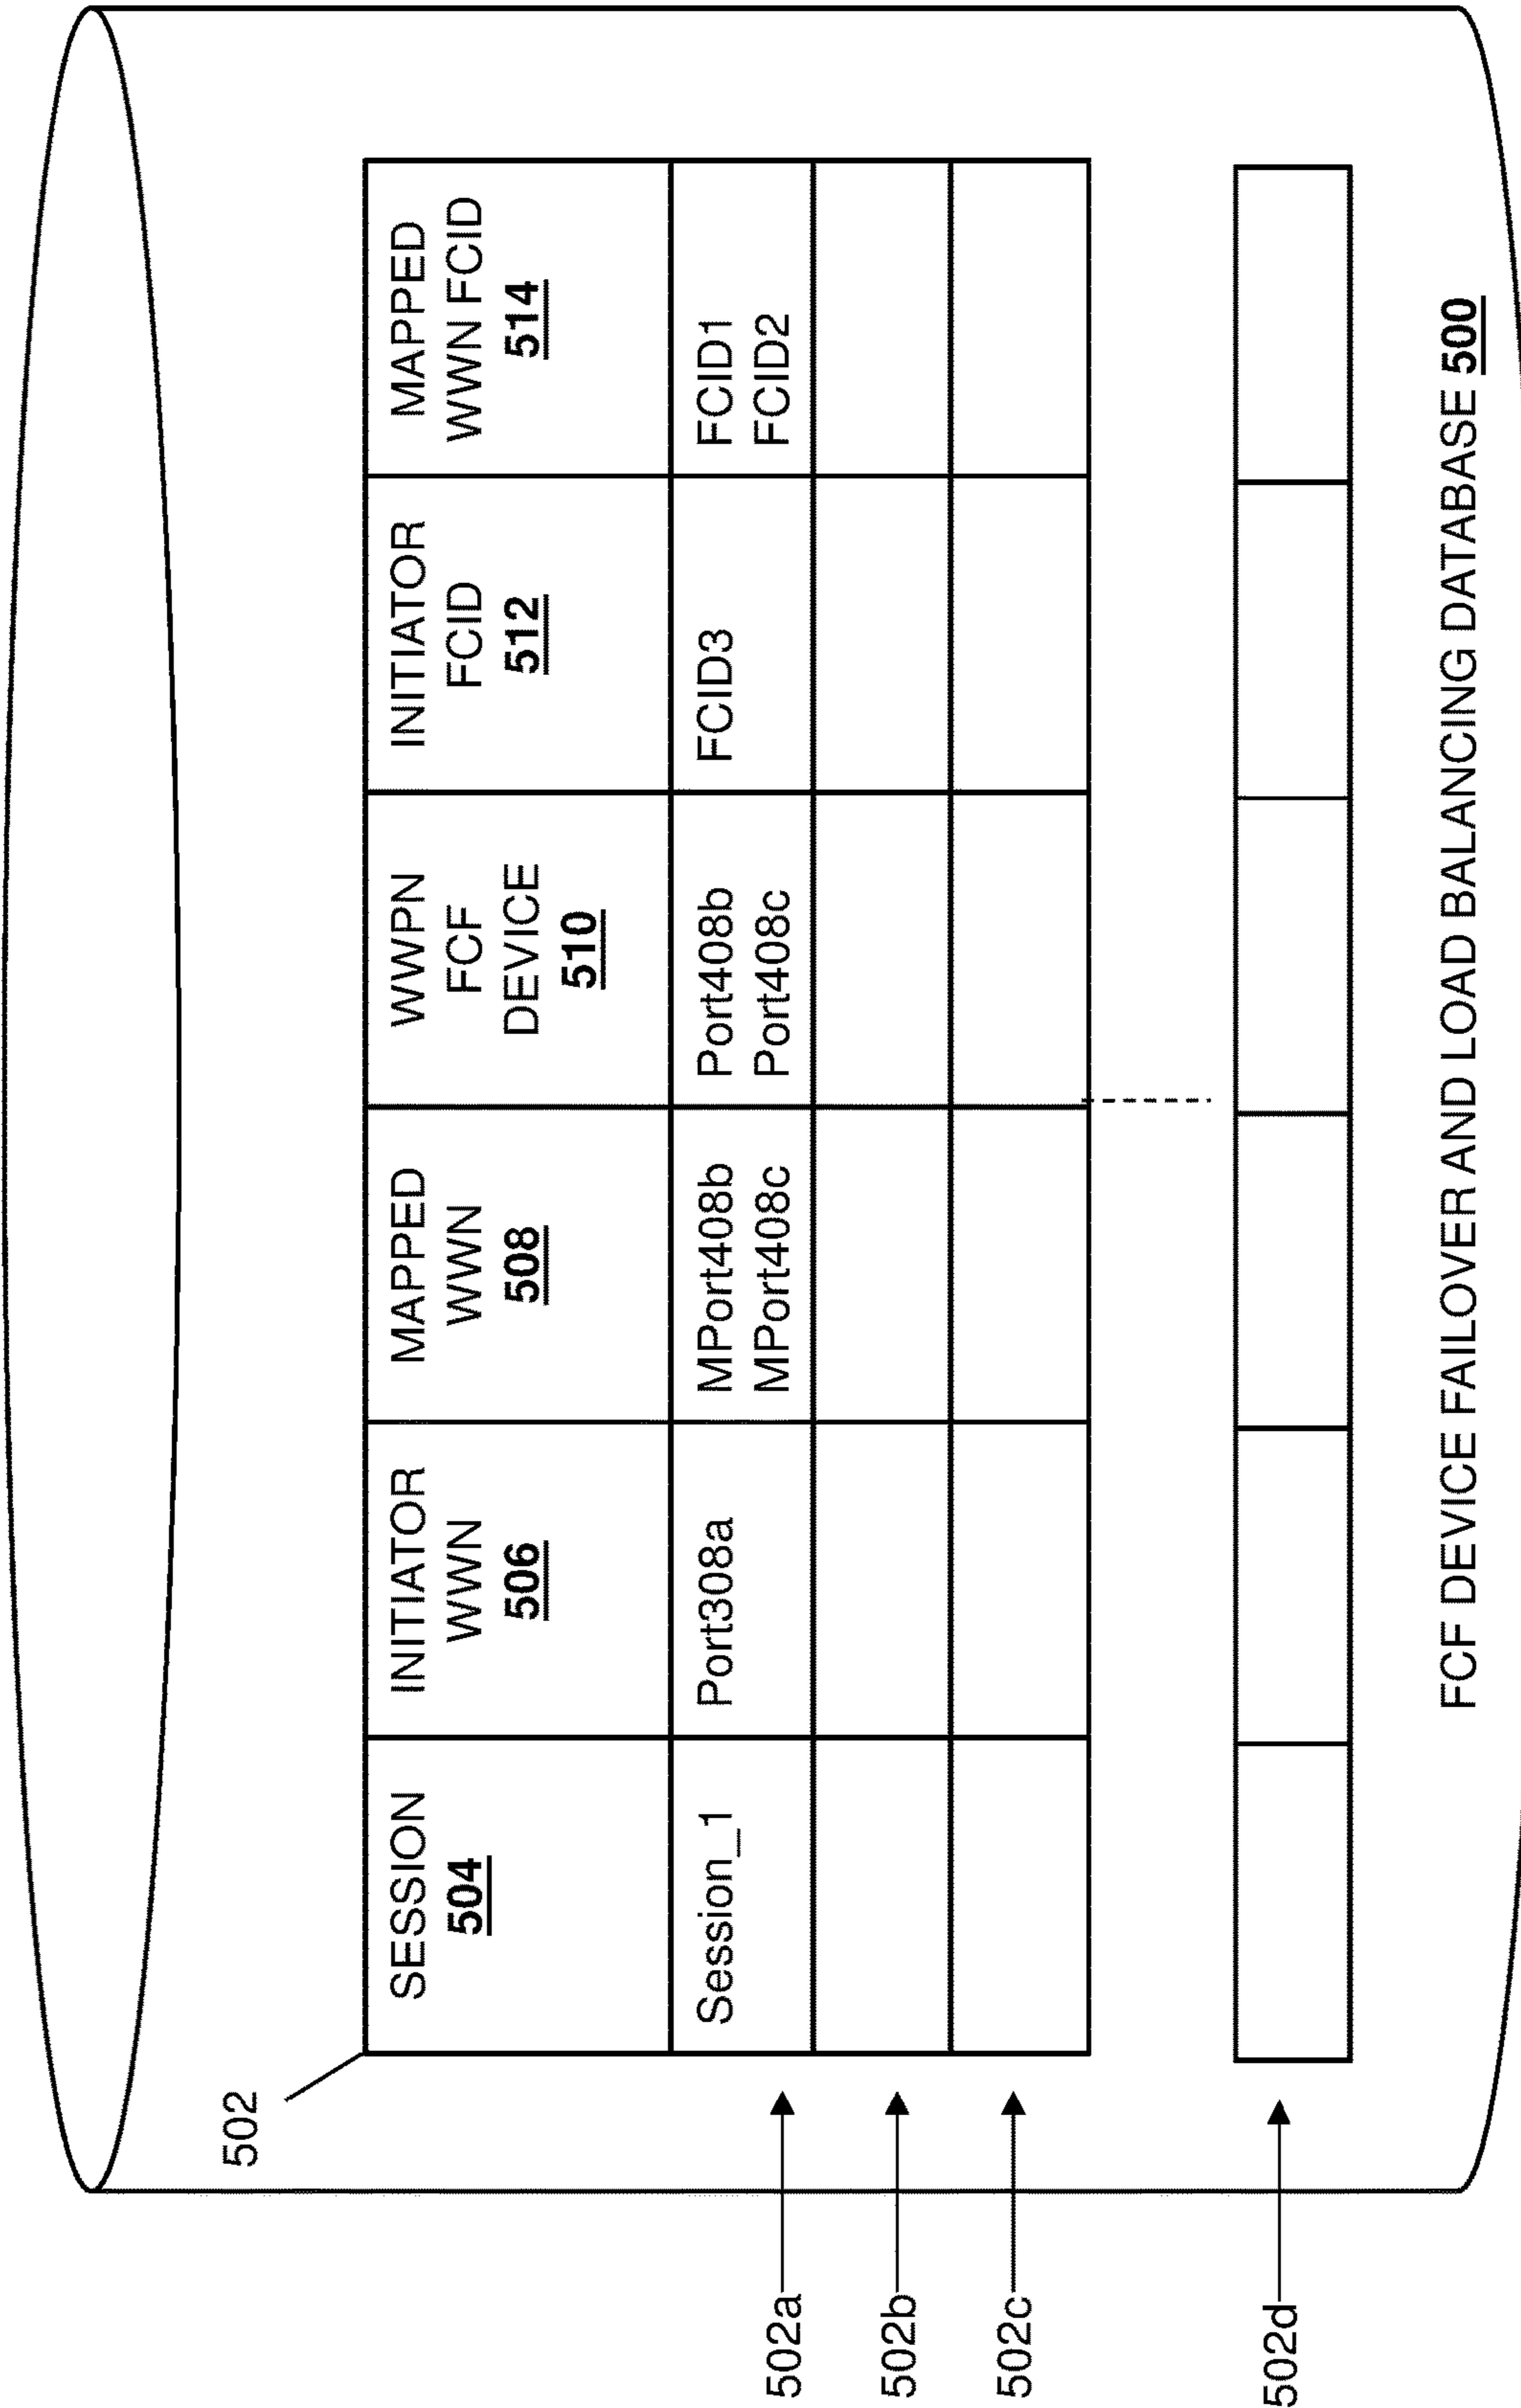 502
SESSION
504
INITIATOR
WWN
506
MAPPED
WWN
508
WWPN
FCF
DEVICE
510
INITIATOR
FCID
512
MAPPED
WWN FCID
514
502a
Session_1
Port308a
MPort408b
MPort408c
Port408b
Port408c
FCID3
FCID1
FCID2
502b
502c
502d
FCF DEVICE FAILOVER AND LOAD BALANCING DATABASE 500